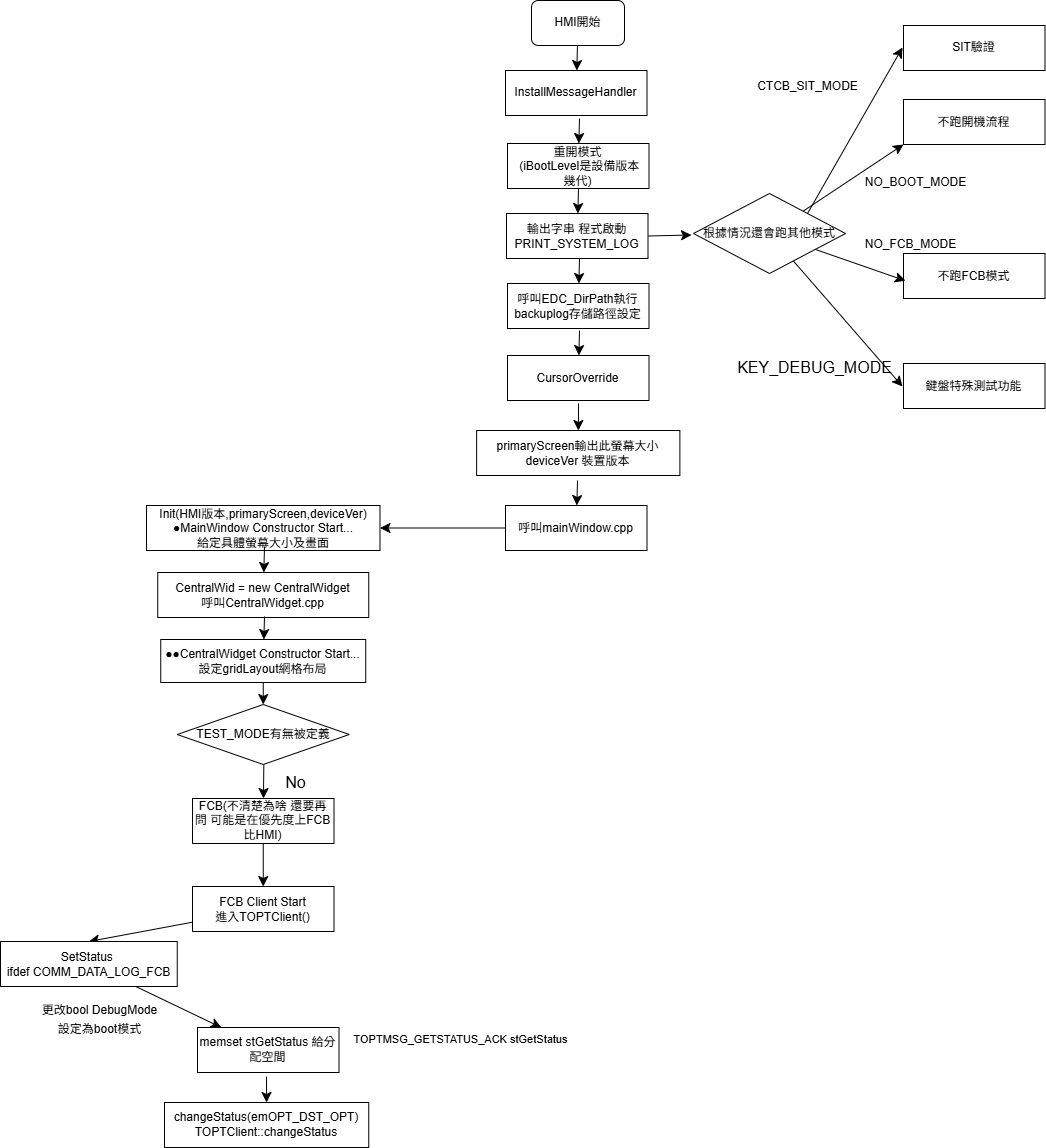 HMI開始
InstallMessageHandler
重開模式
(iBootLevel是設備版本
幾代)
輸出字串 程式啟動
PRINT_SYSTEM_LOG
根據情況還會跑其他模式
CTCB_SIT_MODE
SIT驗證
NO_BOOT_MODE
不跑開機流程
NO_FCB_MODE
不跑FCB模式
KEY_DEBUG_MODE
鍵盤特殊測試功能
呼叫EDC_DirPath執行
backuplog存儲路徑設定
CursorOverride
primaryScreen輸出此螢幕大小
deviceVer 裝置版本
呼叫mainWindow.cpp
Init(HMI版本,primaryScreen,deviceVer)
●MainWindow Constructor Start...
給定具體螢幕大小及畫面
CentralWid = new CentralWidget
呼叫CentralWidget.cpp
●●CentralWidget Constructor Start...
設定gridLayout網格布局
TEST_MODE有無被定義
No
FCB(不清楚為啥 還要再
問 可能是在優先度上FCB
比HMI)
FCB Client Start
進入TOPTClient()
SetStatus
ifdef COMM_DATA_LOG_FCB
更改bool DebugMode
設定為boot模式
memset stGetStatus 給分
配空間
TOPTMSG_GETSTATUS_ACK stGetStatus
changeStatus(emOPT_DST_OPT)
TOPTClient::changeStatus